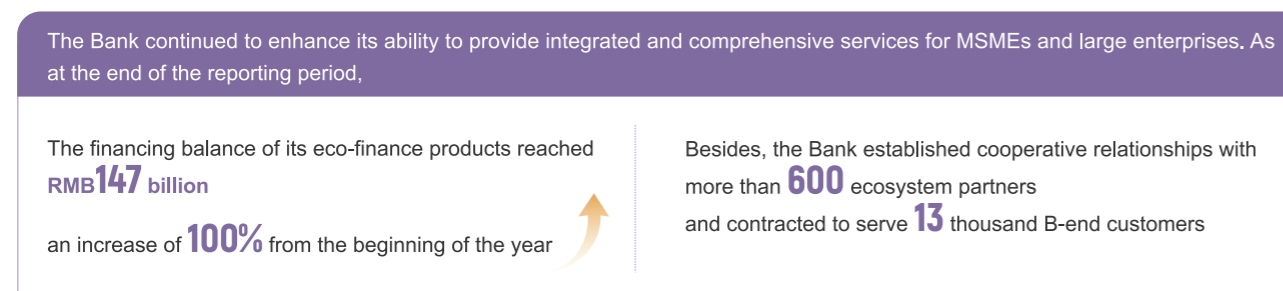 The Bank continued to enhance its ability to provide integrated and comprehensive services for MSMEs and large enterprises. As
at the end of the reporting period,
The financing balance of its eco-finance products reached
RMB147 billion
an increase of 100% from the beginning of the year
Besides, the Bank established cooperative relationships with
more than 600 ecosystem partners
and contracted to serve 13 thousand B-end customers